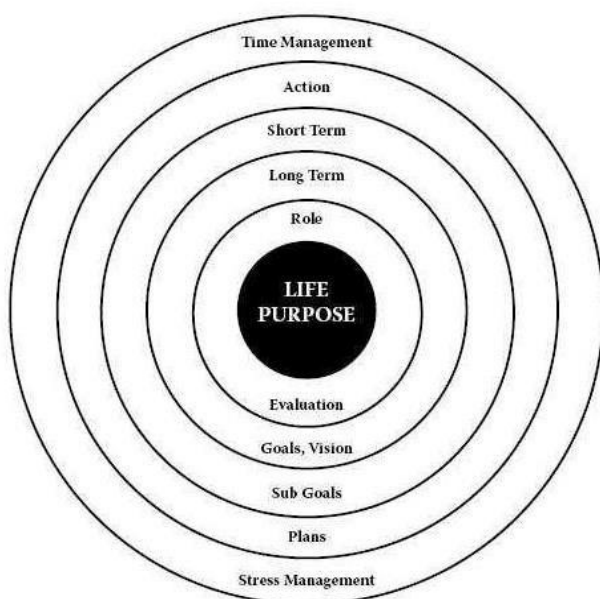 Time Management
Action
Short Term
Long Term
Role
LIFE
PURPOSE
Evaluation
Goals, Vision
Sub Goals
Plans
Stress Management